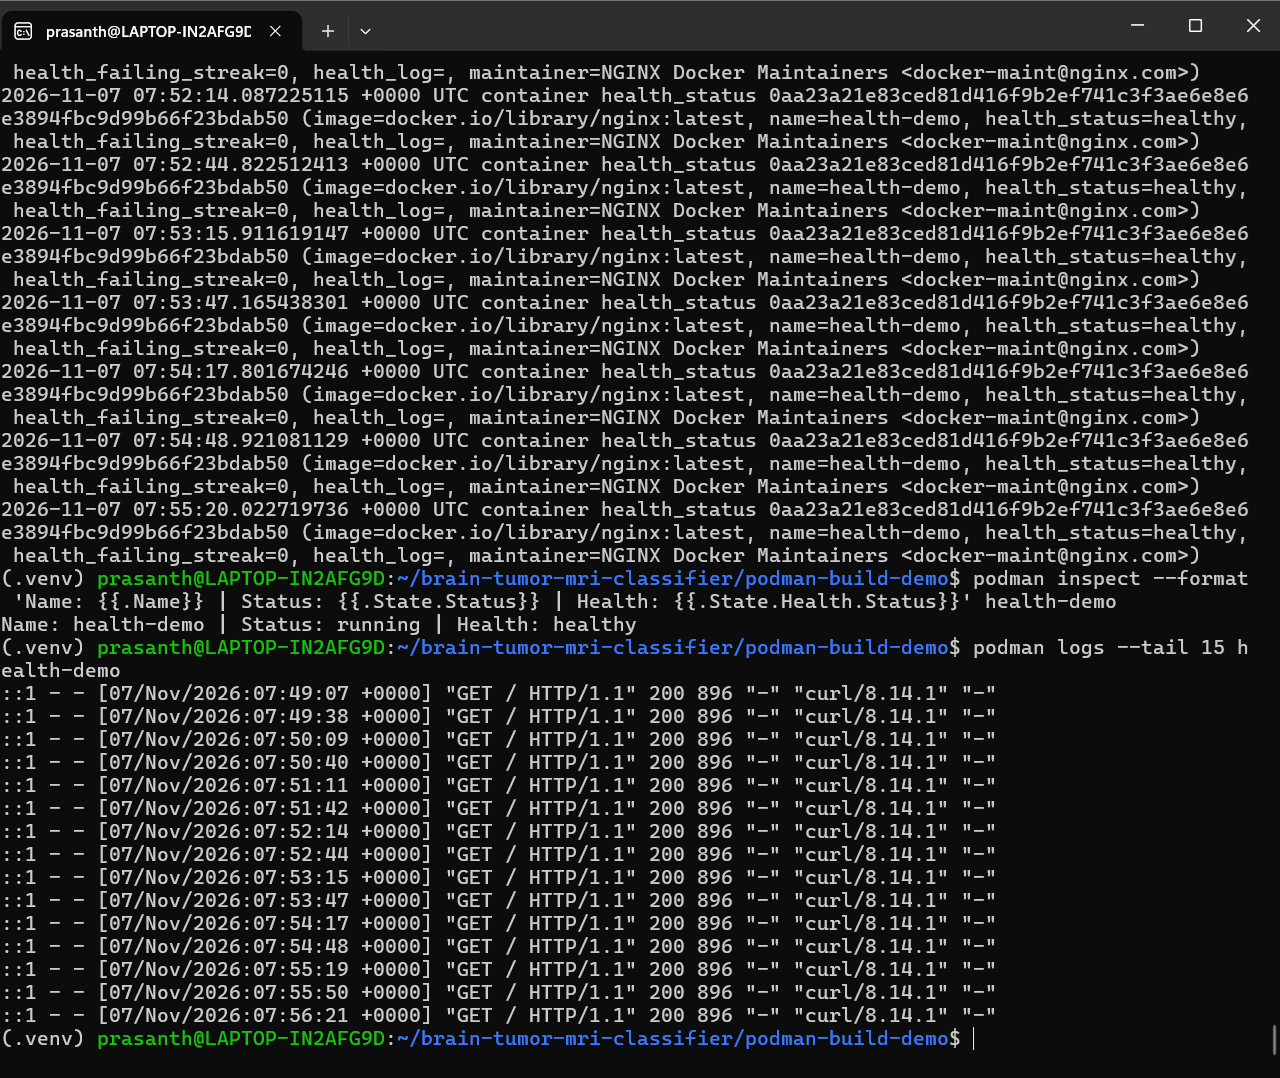 prasanth@LAPTOP-IN2AFG9D
health_failing_streak=0, health_log=, maintainer=NGINX Docker Maintainers <docker-maint@nginx.com>)
2026-11-07 07:52:14.087225115 +0000 UTC container health_status 0aa23a21e83ced81d416f9b2ef741c3f3ae6e8e6
e3894fbc9d99b66f23bdab50 (image=docker.io/library/nginx:latest, name=health-demo, health_status=healthy,
 health_failing_streak=0, health_log=, maintainer=NGINX Docker Maintainers <docker-maint@nginx.com>)
2026-11-07 07:52:44.822512413 +0000 UTC container health_status 0aa23a21e83ced81d416f9b2ef741c3f3ae6e8e6
e3894fbc9d99b66f23bdab50 (image=docker.io/library/nginx:latest, name=health-demo, health_status=healthy,
 health_failing_streak=0, health_log=, maintainer=NGINX Docker Maintainers <docker-maint@nginx.com>)
2026-11-07 07:53:15.911619147 +0000 UTC container health_status 0aa23a21e83ced81d416f9b2ef741c3f3ae6e8e6
e3894fbc9d99b66f23bdab50 (image=docker.io/library/nginx:latest, name=health-demo, health_status=healthy,
 health_failing_streak=0, health_log=, maintainer=NGINX Docker Maintainers <docker-maint@nginx.com>)
2026-11-07 07:53:47.165438301 +0000 UTC container health_status 0aa23a21e83ced81d416f9b2ef741c3f3ae6e8e6
e3894fbc9d99b66f23bdab50 (image=docker.io/library/nginx:latest, name=health-demo, health_status=healthy,
 health_failing_streak=0, health_log=, maintainer=NGINX Docker Maintainers <docker-maint@nginx.com>)
2026-11-07 07:54:17.801674246 +0000 UTC container health_status 0aa23a21e83ced81d416f9b2ef741c3f3ae6e8e6
e3894fbc9d99b66f23bdab50 (image=docker.io/library/nginx:latest, name=health-demo, health_status=healthy,
 health_failing_streak=0, health_log=, maintainer=NGINX Docker Maintainers <docker-maint@nginx.com>)
2026-11-07 07:54:48.921081129 +0000 UTC container health_status 0aa23a21e83ced81d416f9b2ef741c3f3ae6e8e6
e3894fbc9d99b66f23bdab50 (image=docker.io/library/nginx:latest, name=health-demo, health_status=healthy,
 health_failing_streak=0, health_log=, maintainer=NGINX Docker Maintainers <docker-maint@nginx.com>)
2026-11-07 07:55:20.022719736 +0000 UTC container health_status 0aa23a21e83ced81d416f9b2ef741c3f3ae6e8e6
e3894fbc9d99b66f23bdab50 (image=docker.io/library/nginx:latest, name=health-demo, health_status=healthy,
 health_failing_streak=0, health_log=, maintainer=NGINX Docker Maintainers <docker-maint@nginx.com>)
(.venv) prasanth@LAPTOP-IN2AFG9D:~/brain-tumor-mri-classifier/podman-build-demo$ podman inspect --format
 'Name: {{.Name}} | Status: {{.State.Status}} | Health: {{.State.Health.Status}}' health-demo
Name: health-demo | Status: running | Health: healthy
(.venv) prasanth@LAPTOP-IN2AFG9D:~/brain-tumor-mri-classifier/podman-build-demo$ podman logs --tail 15 h
ealth-demo
::1 - - [07/Nov/2026:07:49:07 +0000] "GET / HTTP/1.1" 200 896 "-" "curl/8.14.1" "-"
::1 - - [07/Nov/2026:07:49:38 +0000] "GET / HTTP/1.1" 200 896 "-" "curl/8.14.1" "-"
::1 - - [07/Nov/2026:07:50:09 +0000] "GET / HTTP/1.1" 200 896 "-" "curl/8.14.1" "-"
::1 - - [07/Nov/2026:07:50:40 +0000] "GET / HTTP/1.1" 200 896 "-" "curl/8.14.1" "-"
::1 - - [07/Nov/2026:07:51:11 +0000] "GET / HTTP/1.1" 200 896 "-" "curl/8.14.1" "-"
::1 - - [07/Nov/2026:07:51:42 +0000] "GET / HTTP/1.1" 200 896 "-" "curl/8.14.1" "-"
::1 - - [07/Nov/2026:07:52:14 +0000] "GET / HTTP/1.1" 200 896 "-" "curl/8.14.1" "-"
::1 - - [07/Nov/2026:07:52:44 +0000] "GET / HTTP/1.1" 200 896 "-" "curl/8.14.1" "-"
::1 - - [07/Nov/2026:07:53:15 +0000] "GET / HTTP/1.1" 200 896 "-" "curl/8.14.1" "-"
::1 - - [07/Nov/2026:07:53:47 +0000] "GET / HTTP/1.1" 200 896 "-" "curl/8.14.1" "-"
::1 - - [07/Nov/2026:07:54:17 +0000] "GET / HTTP/1.1" 200 896 "-" "curl/8.14.1" "-"
::1 - - [07/Nov/2026:07:54:48 +0000] "GET / HTTP/1.1" 200 896 "-" "curl/8.14.1" "-"
::1 - - [07/Nov/2026:07:55:19 +0000] "GET / HTTP/1.1" 200 896 "-" "curl/8.14.1" "-"
::1 - - [07/Nov/2026:07:55:50 +0000] "GET / HTTP/1.1" 200 896 "-" "curl/8.14.1" "-"
::1 - - [07/Nov/2026:07:56:21 +0000] "GET / HTTP/1.1" 200 896 "-" "curl/8.14.1" "-"
(.venv) prasanth@LAPTOP-IN2AFG9D:~/brain-tumor-mri-classifier/podman-build-demo$